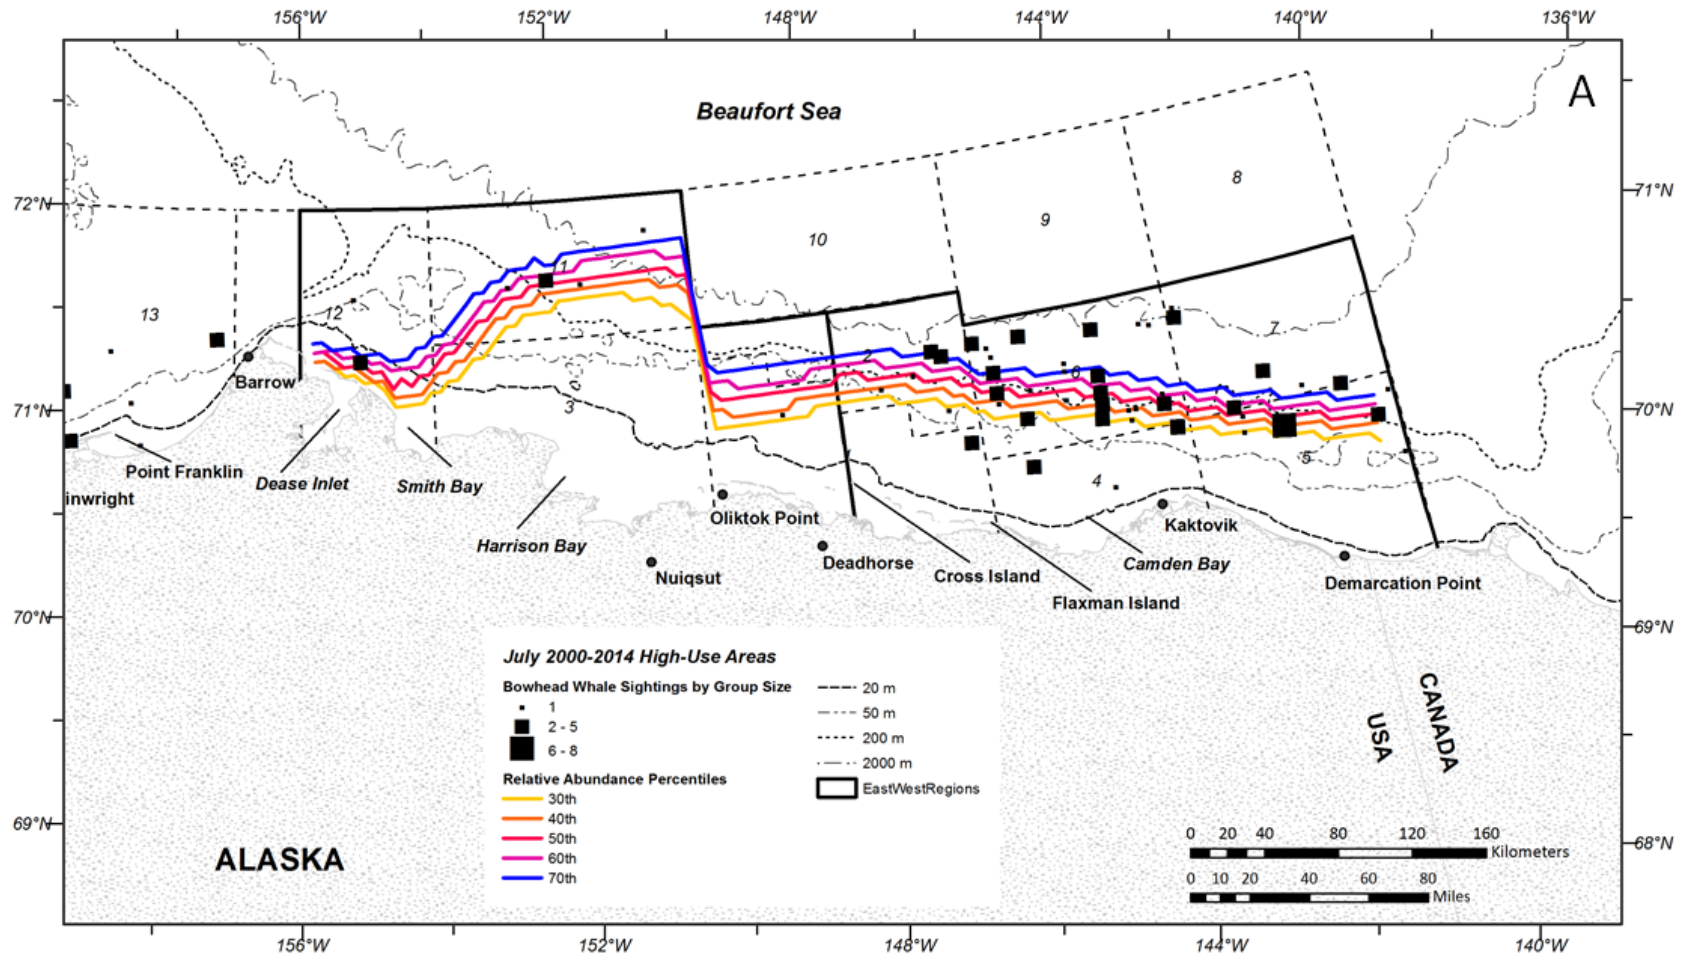 156°W 152°W 148°W 144°W 140°W 136°W
A
Beaufort Sea
8
72°N 71°N
9
10
11
13 12 7
2
6
71°N 70°N
Barrow
3
1
5
Point Franklin
Dease Inlet
Smith Bay
4
inwright
Oliktok Point
Kaktovik
Harrison Bay
Deadhorse
Camden Bay
Nuiqsut
Cross Island
Demarcation Point
Flaxman Island
70°N 69°N
July 2000-2014 High-Use Areas
Bowhead Whale Sightings by Group Size
1
2 - 5
6 - 8
Relative Abundance Percentiles
30th
40th
50th
60th
70th
20 m
50 m
200 m
2000 m
EastWestRegions
USA
CANADA
69°N 68°N
ALASKA
0 20 40 80 120 160
Kilometers
0 10 20 40 60 80
Miles
156°W 152°W 148°W 144°W 140°W